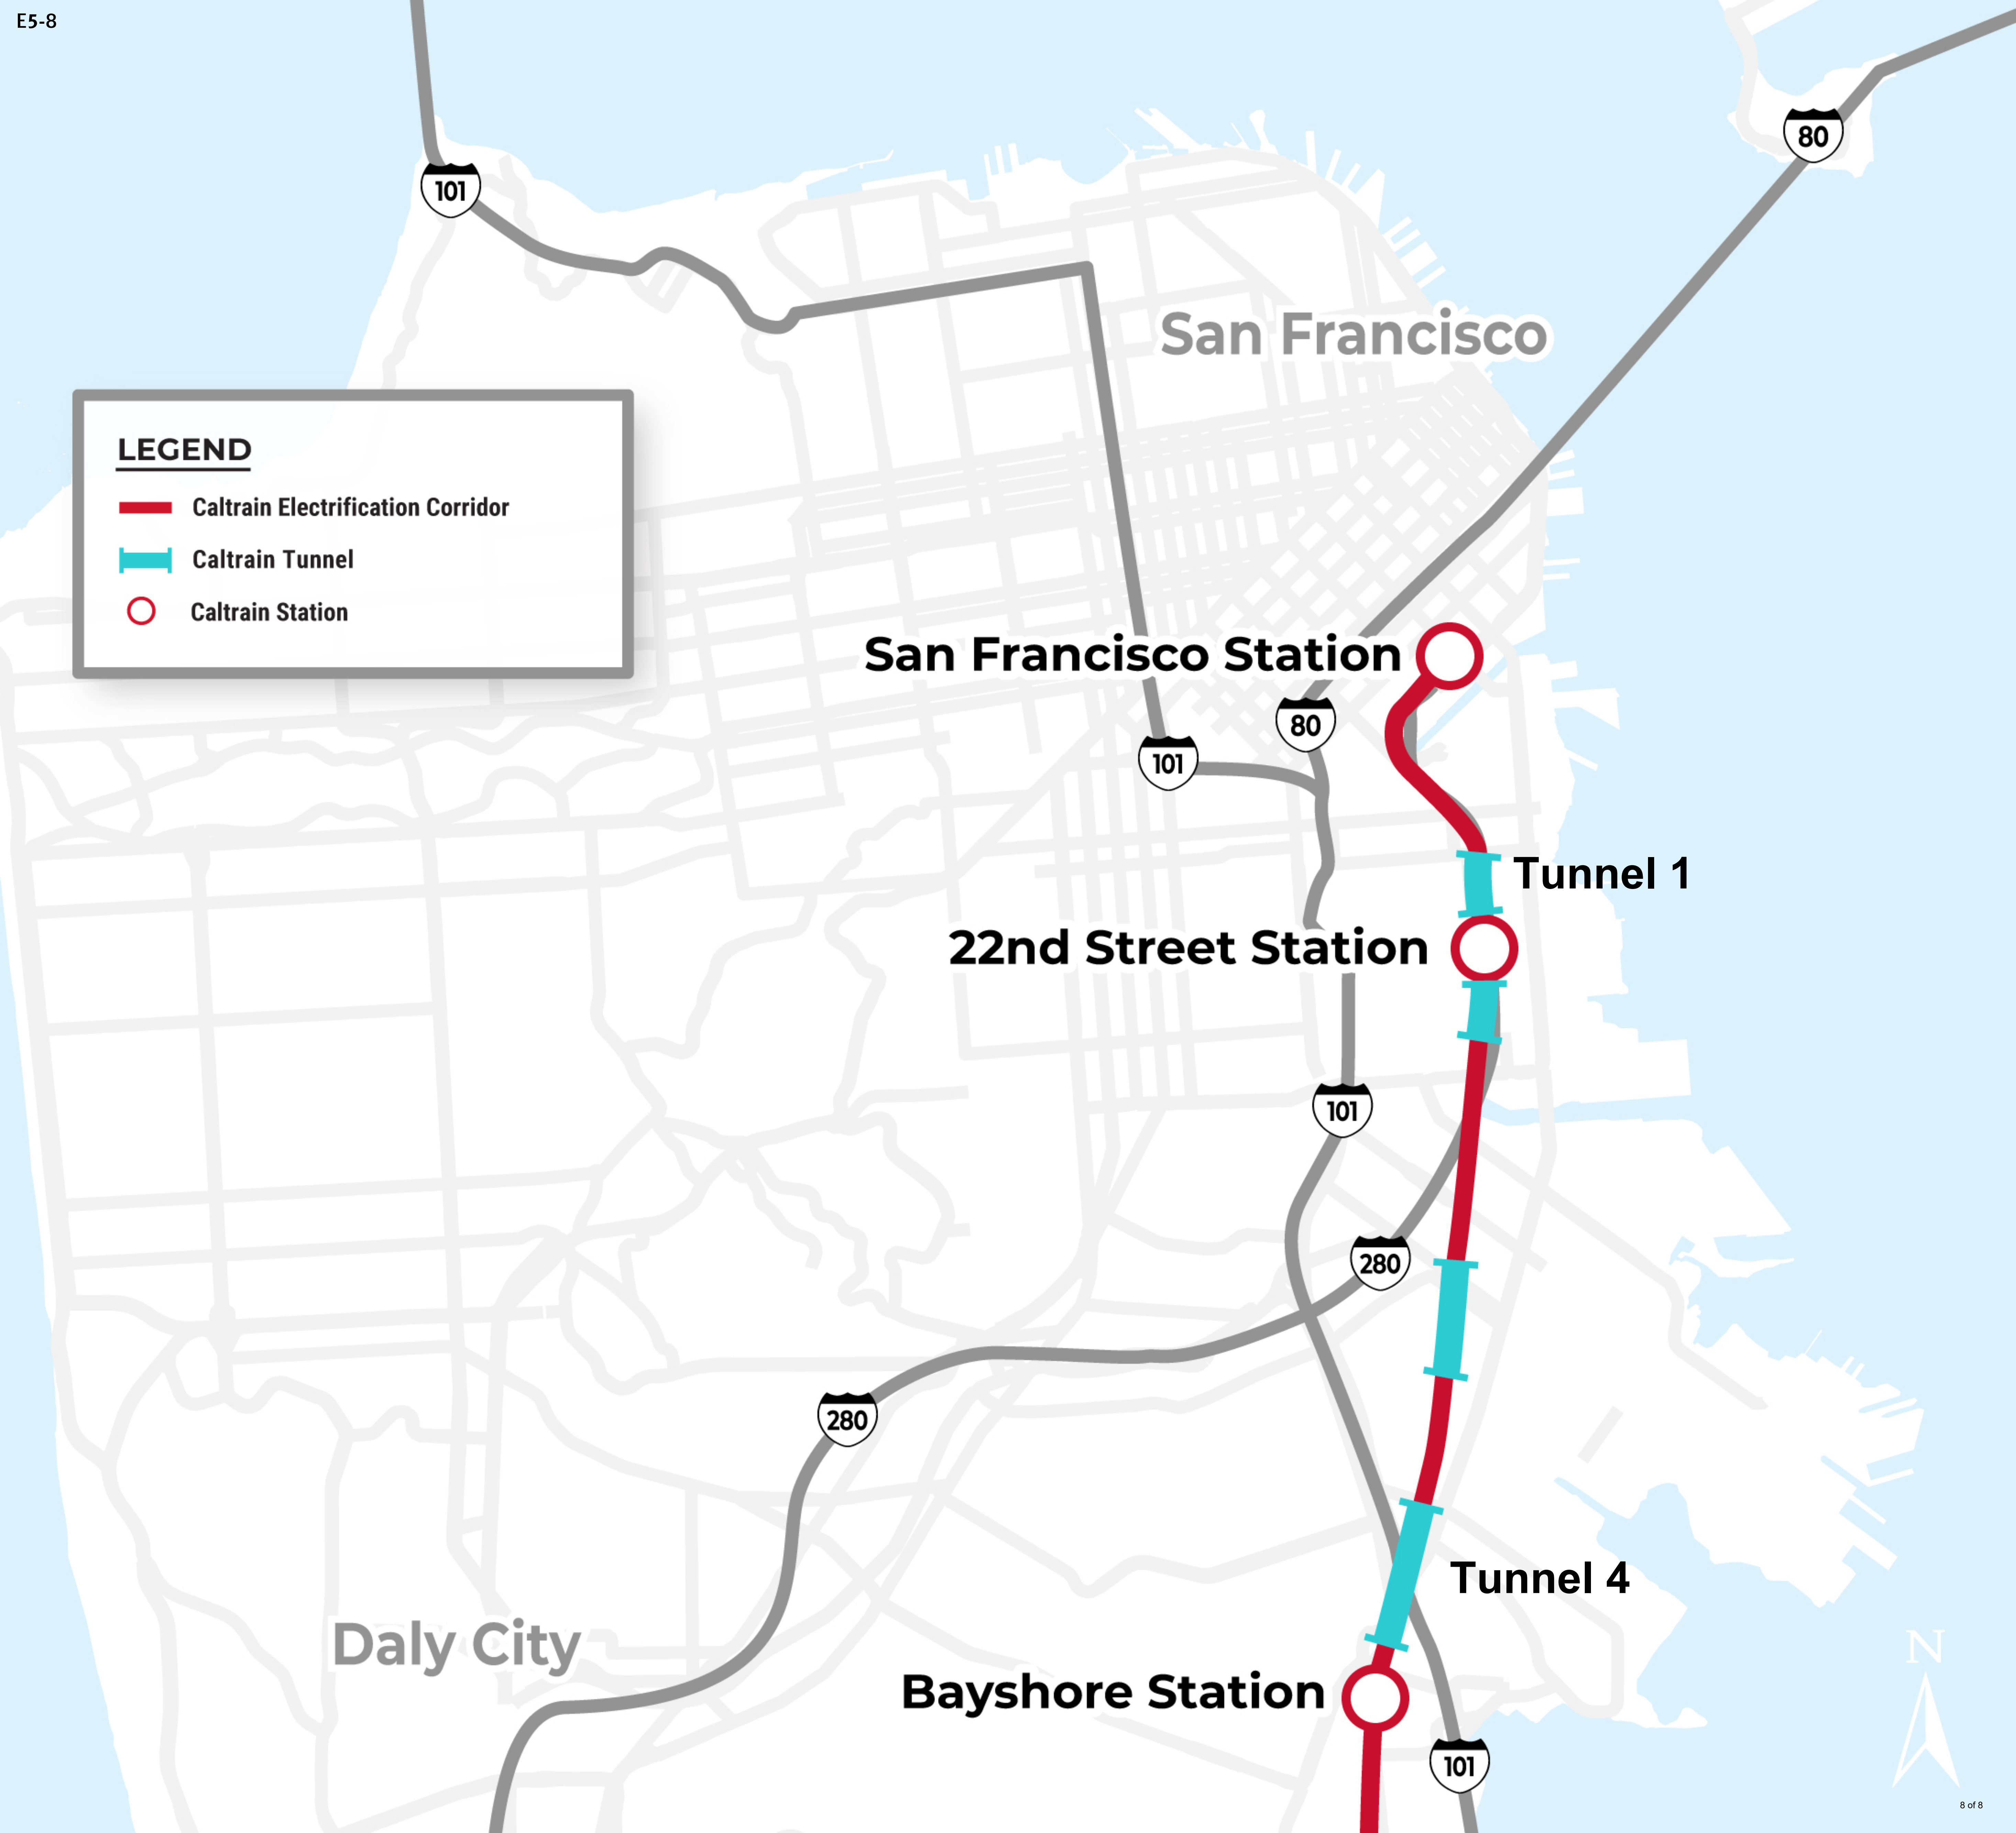 E5-8
80
101
San Francisco
LEGEND
Caltrain Electrification Corridor
Caltrain Tunnel
Caltrain Station
San Francisco Station
80
101
Tunnel 1
22nd Street Station
101
280
280
Tunnel 4
Daly City
N
Bayshore Station
101
8 of 8